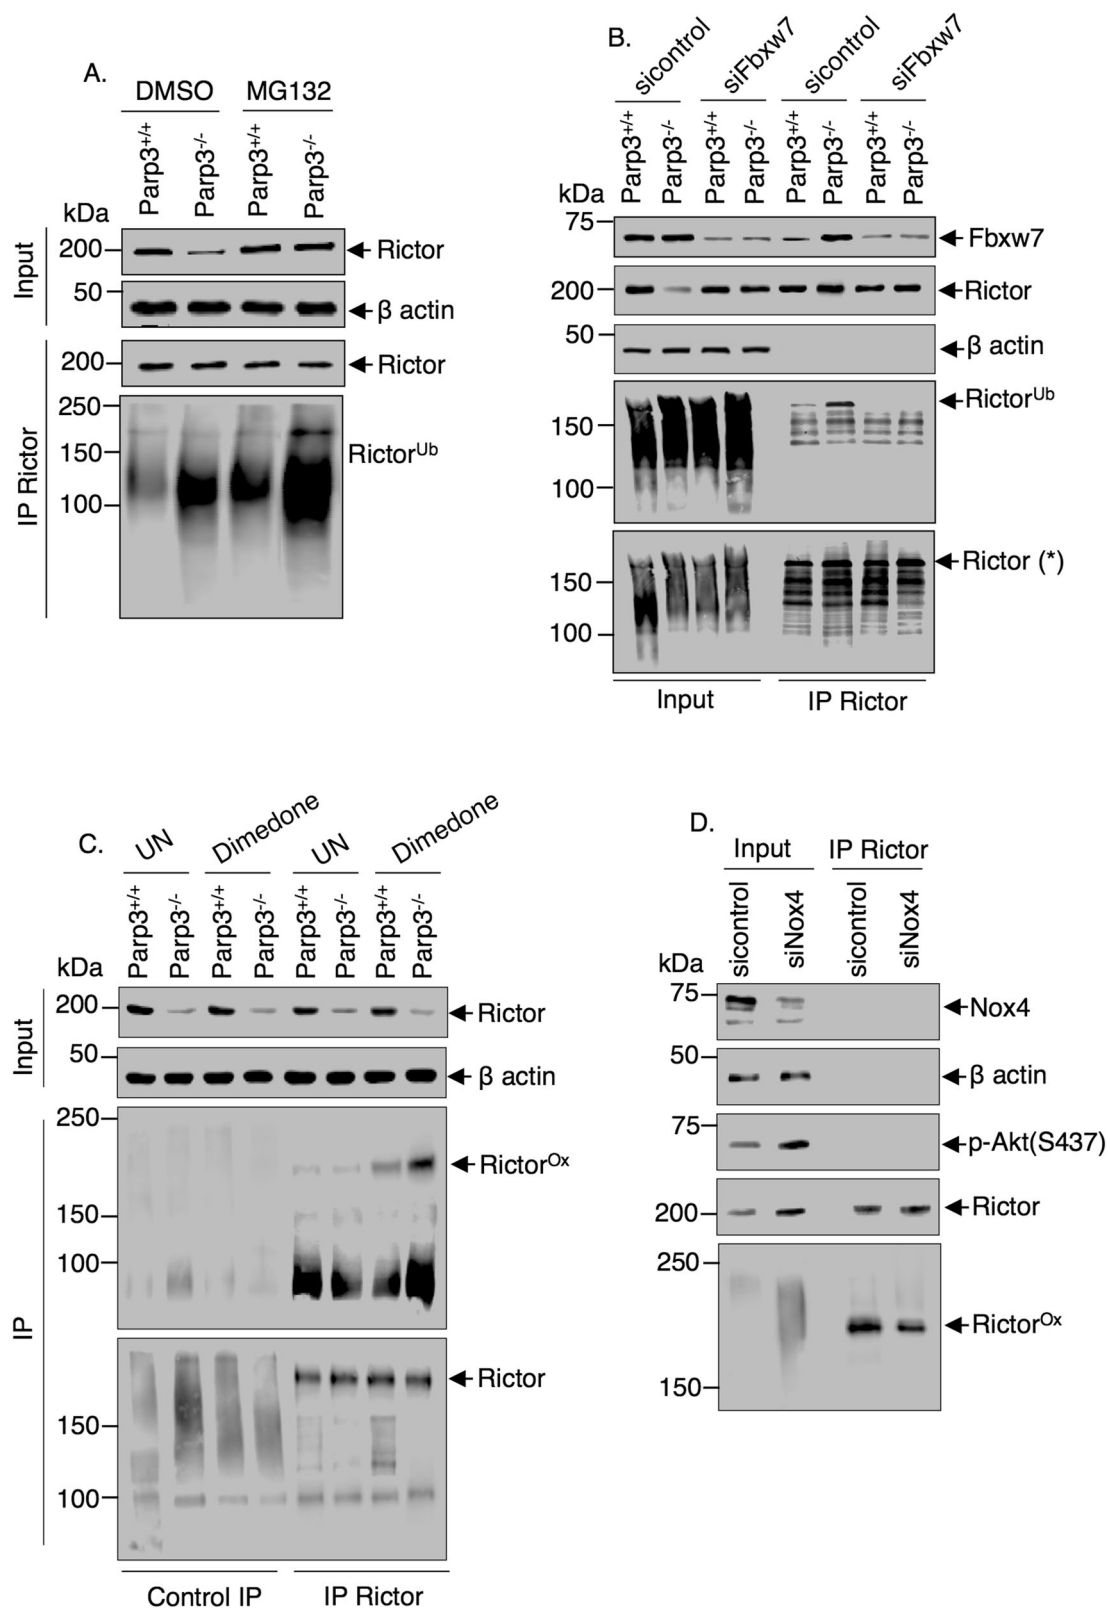 A.
DMSO MG132
Parp3+/+ Parp3-/- Parp3+/+ Parp3-/-
kDa
Input
200 Rictor
50 β actin
IP Rictor
200 Rictor
250
150 RictorUb
100
B.
sicontrol siFbxw7 sicontrol siFbxw7
Parp3+/+ Parp3-/- Parp3+/+ Parp3-/- Parp3+/+ Parp3-/- Parp3+/+ Parp3-/-
kDa
75 Fbxw7
200 Rictor
50 β actin
RictorUb
150
100
Rictor (*)
150
100
Input IP Rictor
C.
UN Dimedone UN Dimedone
Parp3+/+ Parp3-/- Parp3+/+ Parp3-/- Parp3+/+ Parp3-/- Parp3+/+ Parp3-/-
kDa
Input
200 Rictor
50 β actin
IP
250
RictorOx
150
100
Rictor
150
100
Control IP IP Rictor
D.
Input IP Rictor
sicontrol siNox4 sicontrol siNox4
kDa
75 Nox4
50 β actin
75 p-Akt(S437)
200 Rictor
250
RictorOx
150